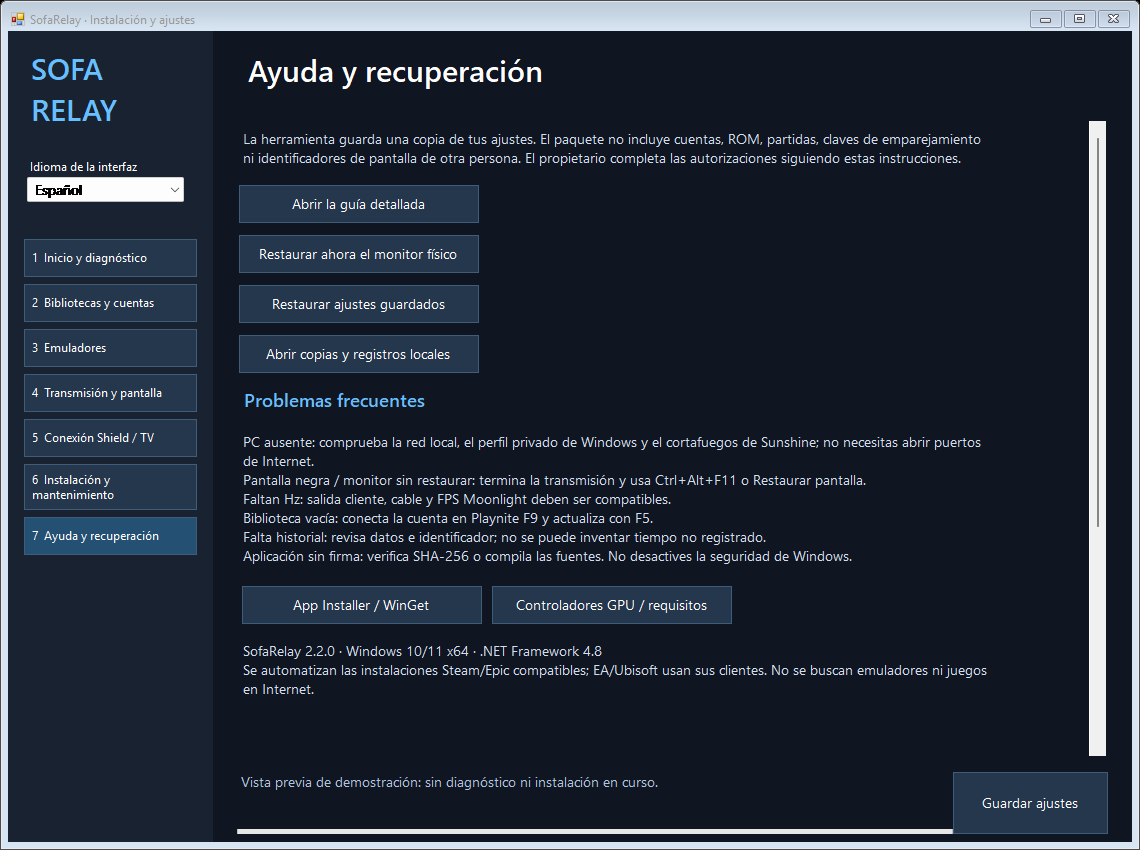 SofaRelay · Instalación y ajustes
SOFA
RELAY
Idioma de la interfaz
Español
1 Inicio y diagnóstico
2 Bibliotecas y cuentas
3 Emuladores
4 Transmisión y pantalla
5 Conexión Shield / TV
6 Instalación y
mantenimiento
7 Ayuda y recuperación
Ayuda y recuperación
La herramienta guarda una copia de tus ajustes. El paquete no incluye cuentas, ROM, partidas, claves de emparejamiento
ni identificadores de pantalla de otra persona. El propietario completa las autorizaciones siguiendo estas instrucciones.
Abrir la guía detallada
Restaurar ahora el monitor físico
Restaurar ajustes guardados
Abrir copias y registros locales
Problemas frecuentes
PC ausente: comprueba la red local, el perfil privado de Windows y el cortafuegos de Sunshine; no necesitas abrir puertos
de Internet.
Pantalla negra / monitor sin restaurar: termina la transmisión y usa Ctrl+Alt+F11 o Restaurar pantalla.
Faltan Hz: salida cliente, cable y FPS Moonlight deben ser compatibles.
Biblioteca vacía: conecta la cuenta en Playnite F9 y actualiza con F5.
Falta historial: revisa datos e identificador; no se puede inventar tiempo no registrado.
Aplicación sin firma: verifica SHA-256 o compila las fuentes. No desactives la seguridad de Windows.
App Installer / WinGet
Controladores GPU / requisitos
SofaRelay 2.2.0 · Windows 10/11 x64 · .NET Framework 4.8
Se automatizan las instalaciones Steam/Epic compatibles; EA/Ubisoft usan sus clientes. No se buscan emuladores ni juegos
en Internet.
Vista previa de demostración: sin diagnóstico ni instalación en curso.
Guardar ajustes